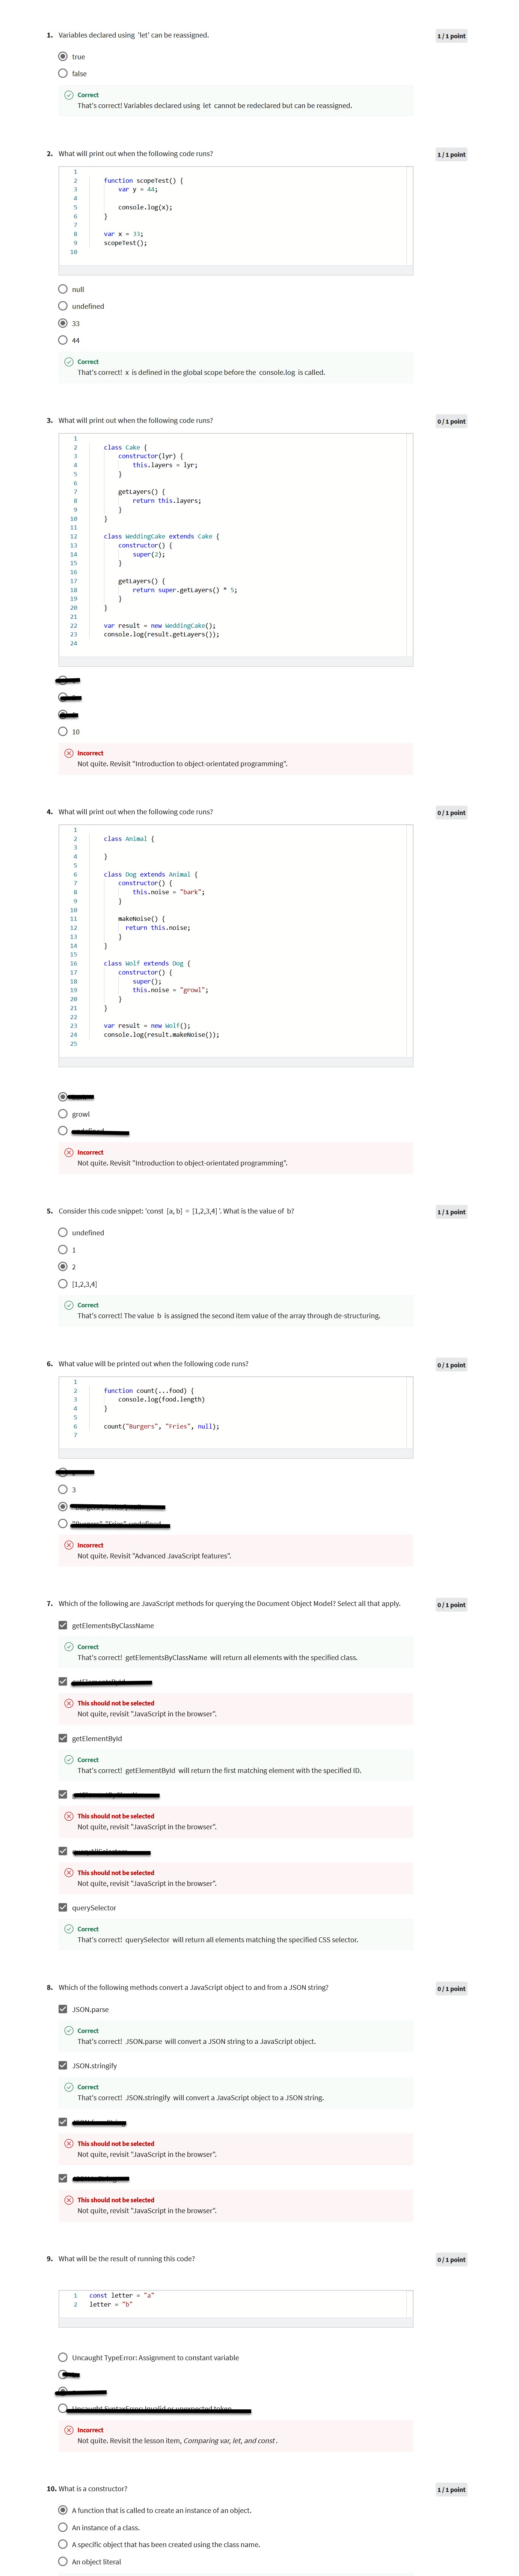 1. Variables declared using 'let' can be reassigned.
1 / 1 point
true
false
Correct
That's correct! Variables declared using let cannot be redeclared but can be reassigned.
2. What will print out when the following code runs?
1 / 1 point
1
2 function scopeTest() {
3 var y = 44;
4
5 console.log(x);
6 }
7
8 var x = 33;
9 scopeTest();
10
null
undefined
33
44
Correct
That's correct! x is defined in the global scope before the console.log is called.
3. What will print out when the following code runs?
0 / 1 point
1
2 class Cake {
3 constructor(lyr) {
4 this.layers = lyr;
5 }
6
7 getLayers() {
8 return this.layers;
9 }
10 }
11
12 class WeddingCake extends Cake {
13 constructor() {
14 super(2);
15 }
16
17 getLayers() {
18 return super.getLayers() * 5;
19 }
20 }
21
22 var result = new WeddingCake();
23 console.log(result.getLayers());
24
10
Incorrect
Not quite. Revisit "Introduction to object-orientated programming".
4. What will print out when the following code runs?
0 / 1 point
1
2 class Animal {
3
4 }
5
6 class Dog extends Animal {
7 constructor() {
8 this.noise = "bark";
9 }
10
11 makeNoise() {
12 return this.noise;
13 }
14 }
15
16 class Wolf extends Dog {
17 constructor() {
18 super();
19 this.noise = "growl";
20 }
21 }
22
23 var result = new Wolf();
24 console.log(result.makeNoise());
25
growl
Incorrect
Not quite. Revisit "Introduction to object-orientated programming".
5. Consider this code snippet: 'const [a, b] = [1,2,3,4] '. What is the value of b?
1 / 1 point
undefined
1
2
[1,2,3,4]
Correct
That's correct! The value b is assigned the second item value of the array through de-structuring.
6. What value will be printed out when the following code runs?
0 / 1 point
1
2 function count(...food) {
3 console.log(food.length)
4 }
5
6 count("Burgers", "Fries", null);
7
3
Incorrect
Not quite. Revisit "Advanced JavaScript features".
7. Which of the following are JavaScript methods for querying the Document Object Model? Select all that apply.
0 / 1 point
getElementsByClassName
Correct
That's correct! getElementsByClassName will return all elements with the specified class.
This should not be selected
Not quite, revisit "JavaScript in the browser".
getElementById
Correct
That's correct! getElementById will return the first matching element with the specified ID.
This should not be selected
Not quite, revisit "JavaScript in the browser".
This should not be selected
Not quite, revisit "JavaScript in the browser".
querySelector
Correct
That's correct! querySelector will return all elements matching the specified CSS selector.
8. Which of the following methods convert a JavaScript object to and from a JSON string?
0 / 1 point
JSON.parse
Correct
That's correct! JSON.parse will convert a JSON string to a JavaScript object.
JSON.stringify
Correct
That's correct! JSON.stringify will convert a JavaScript object to a JSON string.
This should not be selected
Not quite, revisit "JavaScript in the browser".
This should not be selected
Not quite, revisit "JavaScript in the browser".
9. What will be the result of running this code?
0 / 1 point
1 const letter = "a"
2 letter = "b"
Uncaught TypeError: Assignment to constant variable
Incorrect
Not quite. Revisit the lesson item, Comparing var, let, and const .
10. What is a constructor?
1 / 1 point
A function that is called to create an instance of an object.
An instance of a class.
A specific object that has been created using the class name.
An object literal